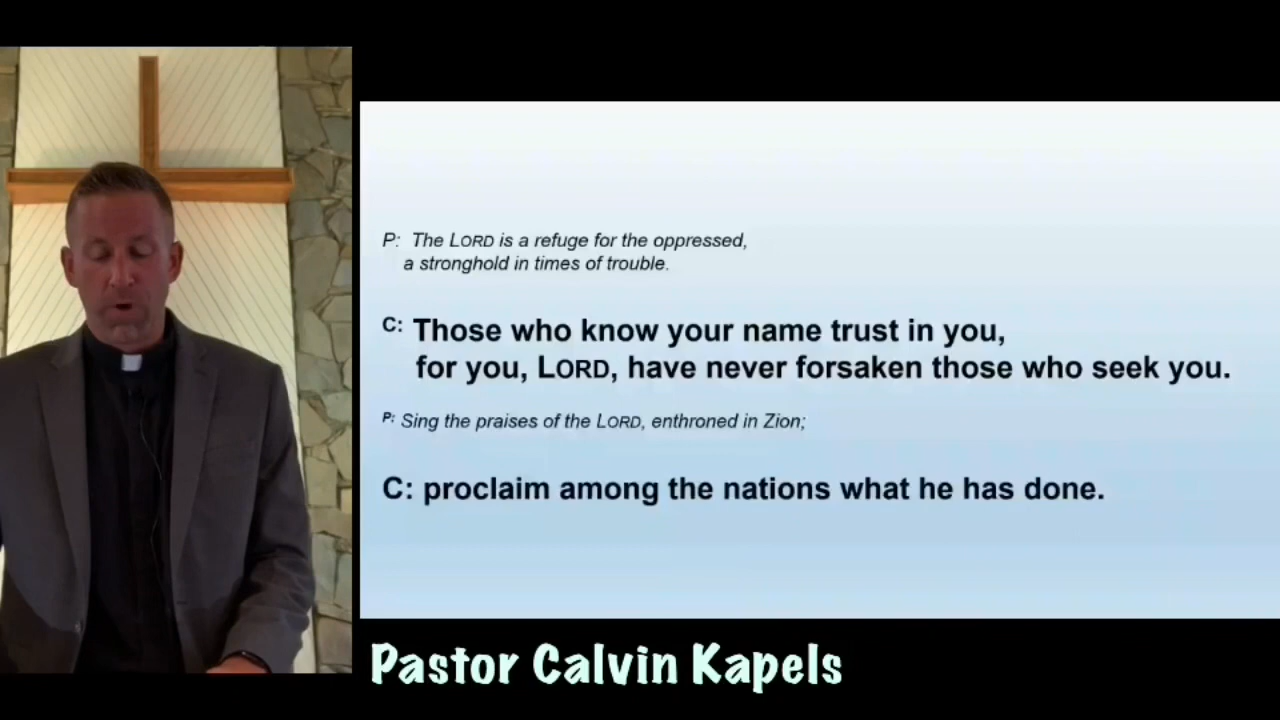 P: The LORD is a refuge for the oppressed,
a stronghold in times of trouble.
C: Those who know your name trust in you,
for you, LORD, have never forsaken those who seek you.
P: Sing the praises of the LORD, enthroned in Zion;
C: proclaim among the nations what he has done.
Pastor Calvin Kapels